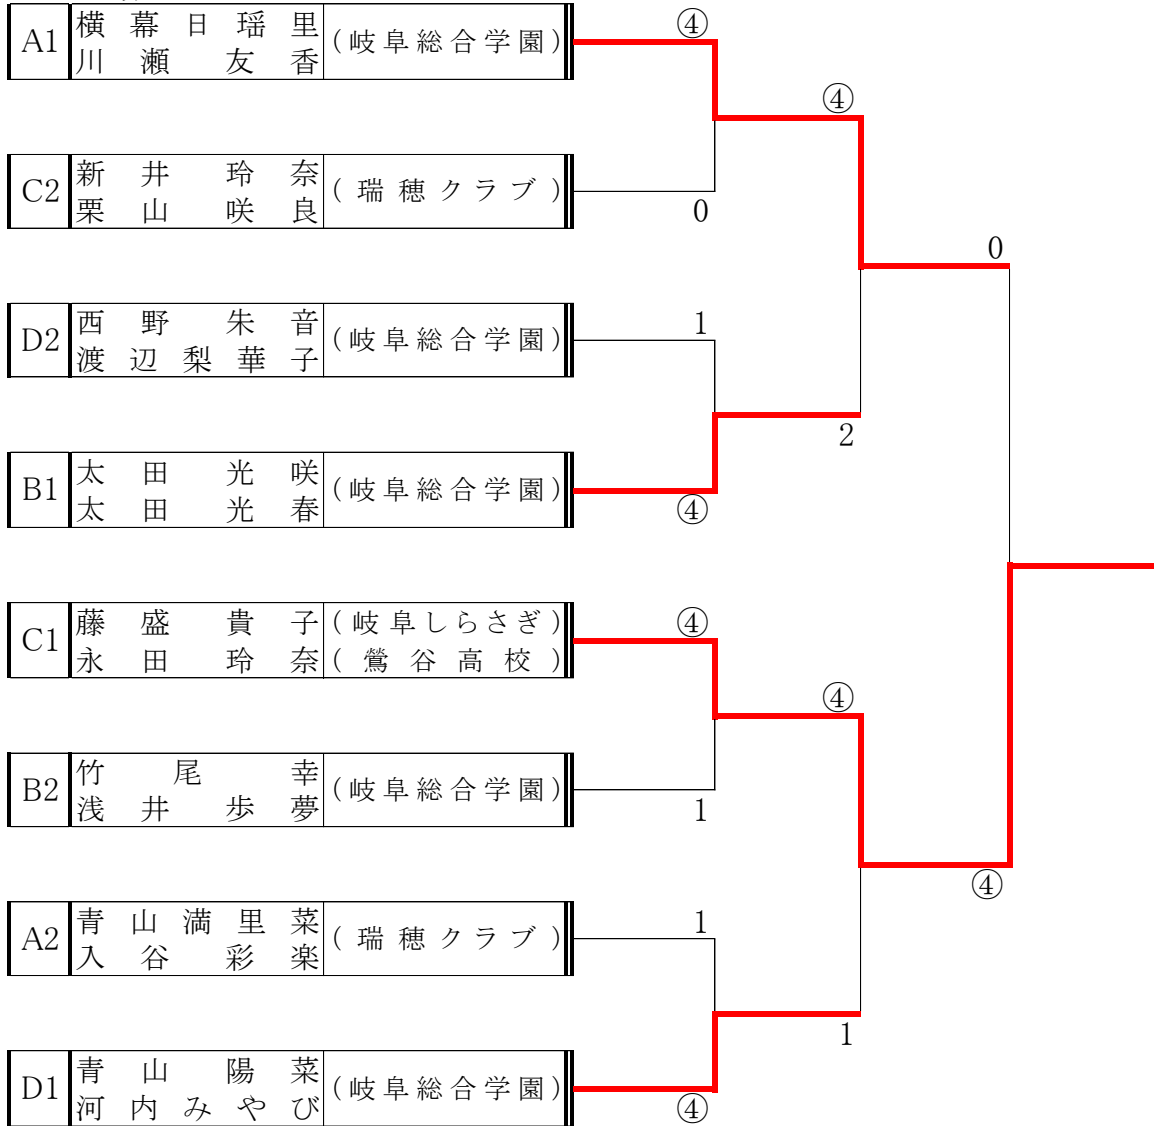 ④
A1 横幕日瑶里 (岐阜総合学園)
川瀬友香
④
C2 新井玲奈 (瑞穂クラブ)
栗山咲良
0
0
1
D2 西野朱音 (岐阜総合学園)
渡辺梨華子
2
B1 太田光咲 (岐阜総合学園)
太田光春
④
C1 藤盛貴子 (岐阜しらさぎ)
永田玲奈 (鶯谷高校)
④
④
B2 竹尾幸 (岐阜総合学園)
浅井歩夢
1
④
1
A2 青山満里菜 (瑞穂クラブ)
入谷彩楽
1
D1 青山陽菜 (岐阜総合学園)
河内みやび
④